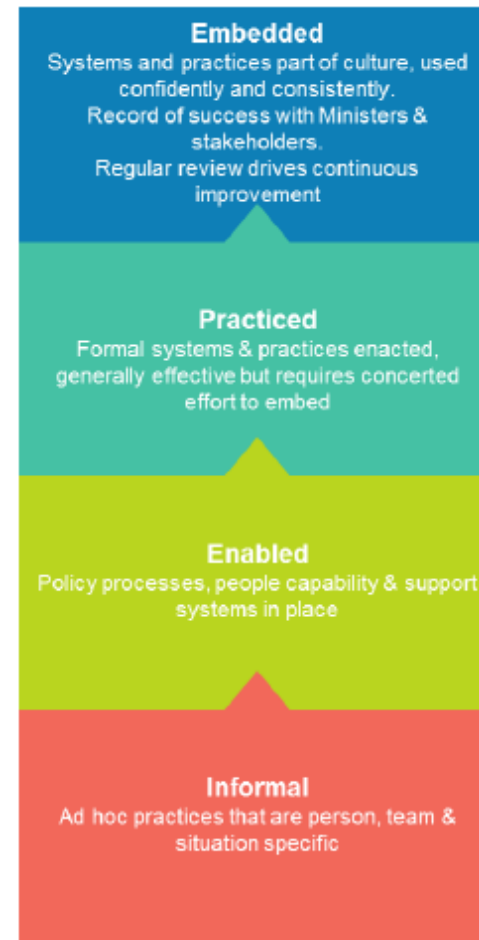 Embedded
Systems and practices part of culture, used
confidently and consistently.
Record of success with Ministers &
stakeholders.
Regular review drives continuous
improvement
Practiced
Formal systems & practices enacted,
generally effective but requires concerted
effort to embed
Enabled
Policy processes, people capability & support
systems in place
Informal
Ad hoc practices that are person, team &
situation specific